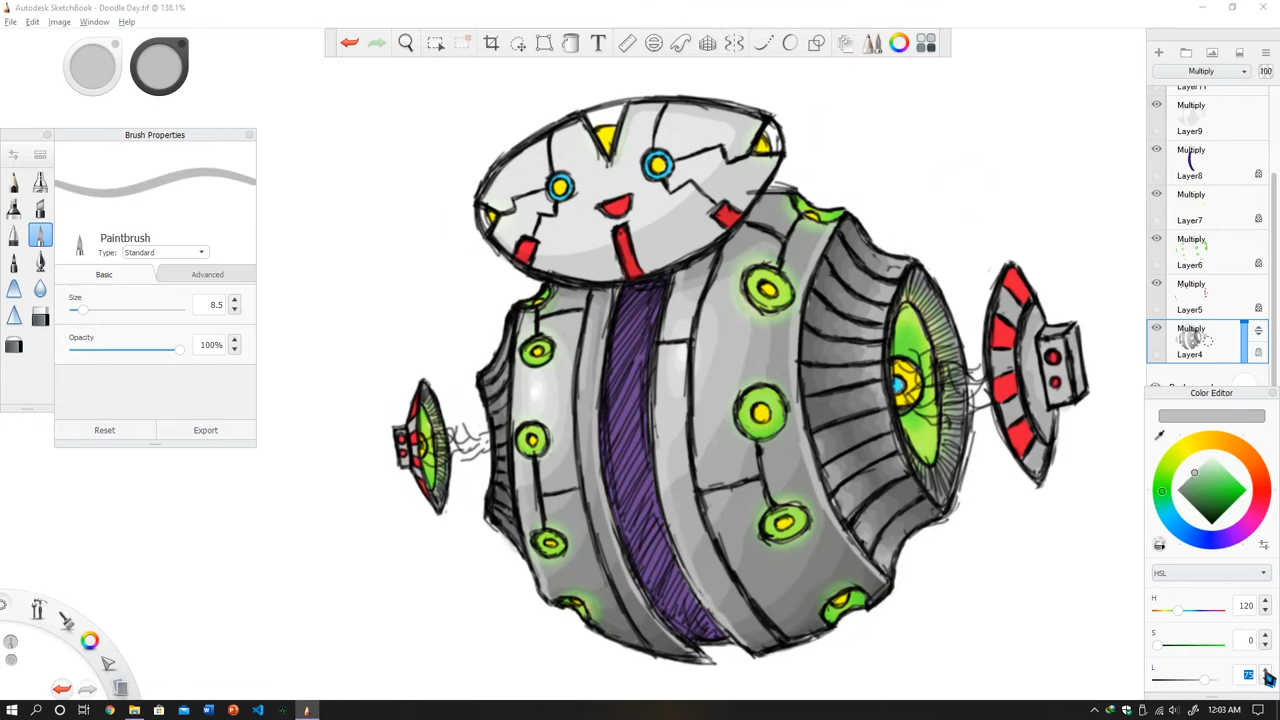 Autodesk SketchBook - Doodle Day.tif @ 138.1%
File Edit Image Window Help
Multiply 100
Brush Properties
Layer11
Multiply
Layer9
Multiply
Layer8
Multiply
Layer7
Multiply
Layer6
Multiply
Layer5
Multiply
Layer4
Paintbrush
Type: Standard
Basic Advanced
Size
8.5
Opacity
100%
Reset Export
Color Editor
HSL
H 120
S 0
L 75
12:03 AM